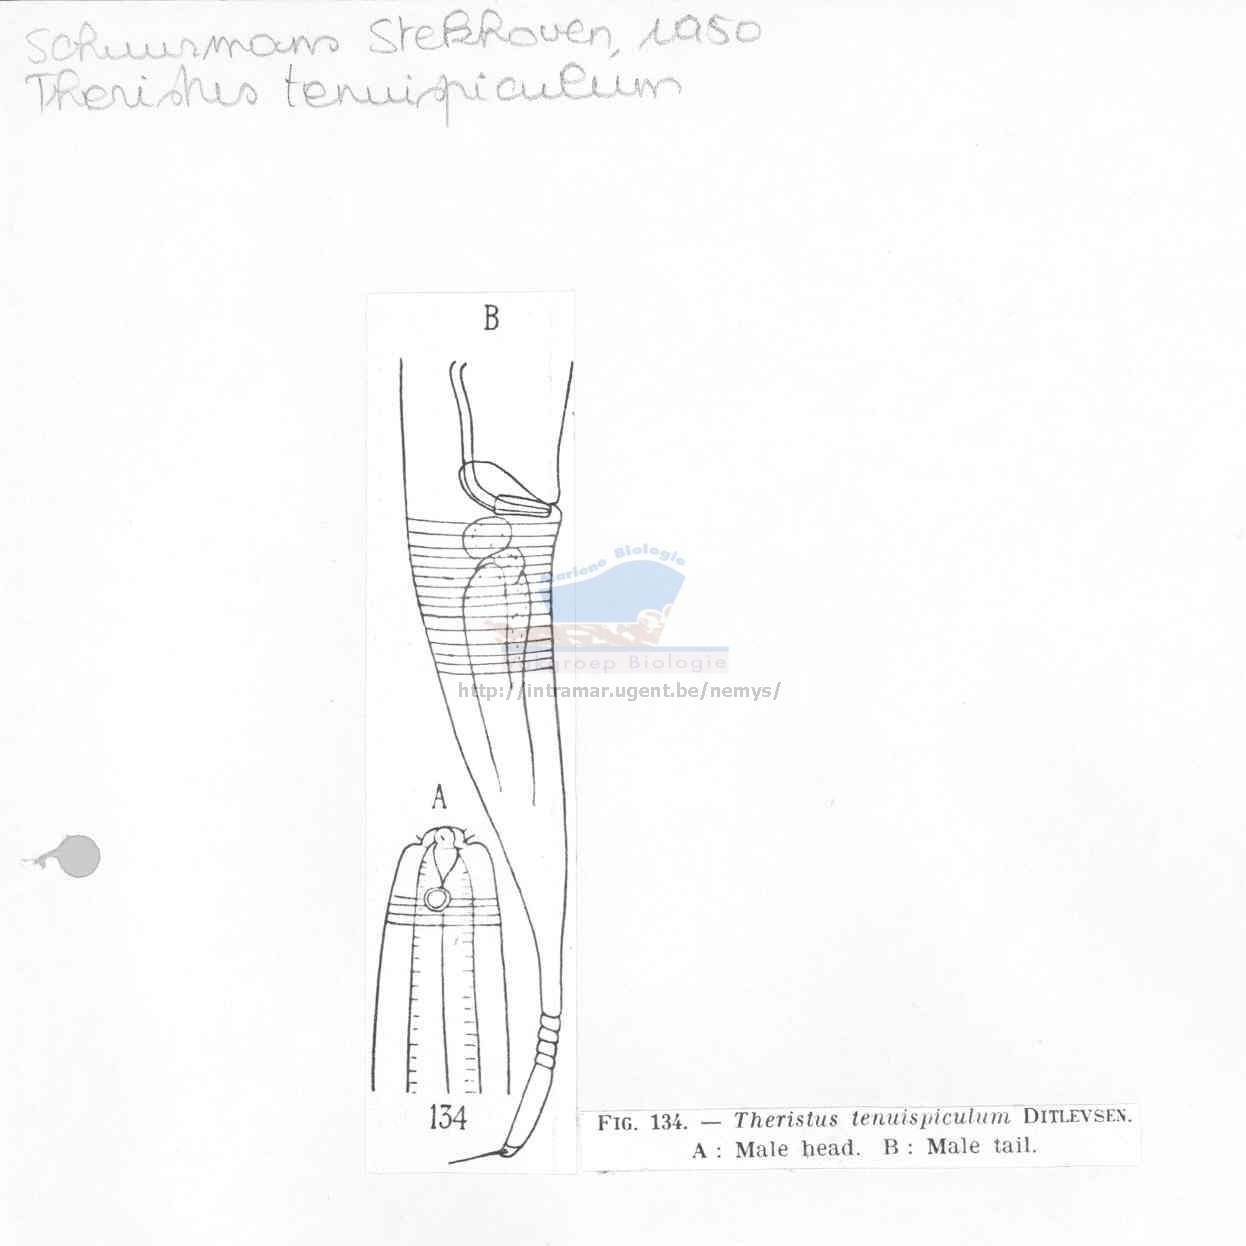 Schuurmans Stekhoven, 1950
Theristus tenuispiculum
B
Mariene Biologie
Vakgroep Biologie
http://intramar.ugent.be/nemys/
A
134
FIG. 134. — Theristus tenuispiculum DITLEVSEN.
A : Male head. B : Male tail.